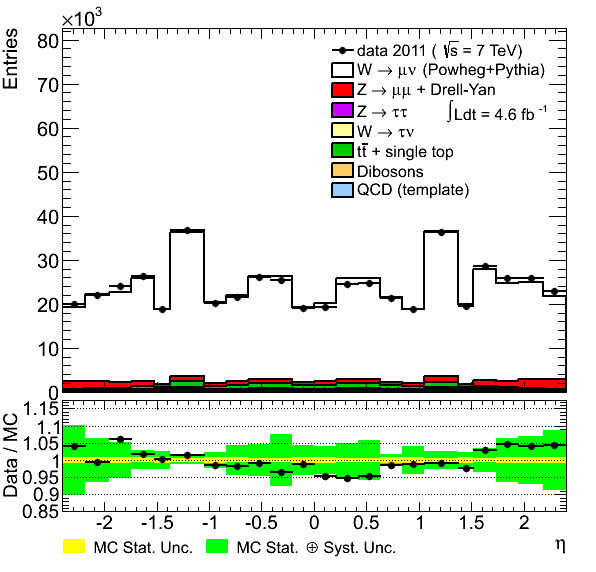 ×10³
Entries
80
70
60
50
40
30
20
10
0
data 2011 ( √s = 7 TeV)
W → μν (Powheg+Pythia)
Z → μμ + Drell-Yan
Z → ττ
∫Ldt = 4.6 fb⁻¹
W → τν
tt̄ + single top
Dibosons
QCD (template)
Data / MC
1.15
1.1
1.05
1
0.95
0.9
0.85
-2 -1.5 -1 -0.5 0 0.5 1 1.5 2
MC Stat. Unc. MC Stat. ⊕ Syst. Unc. η